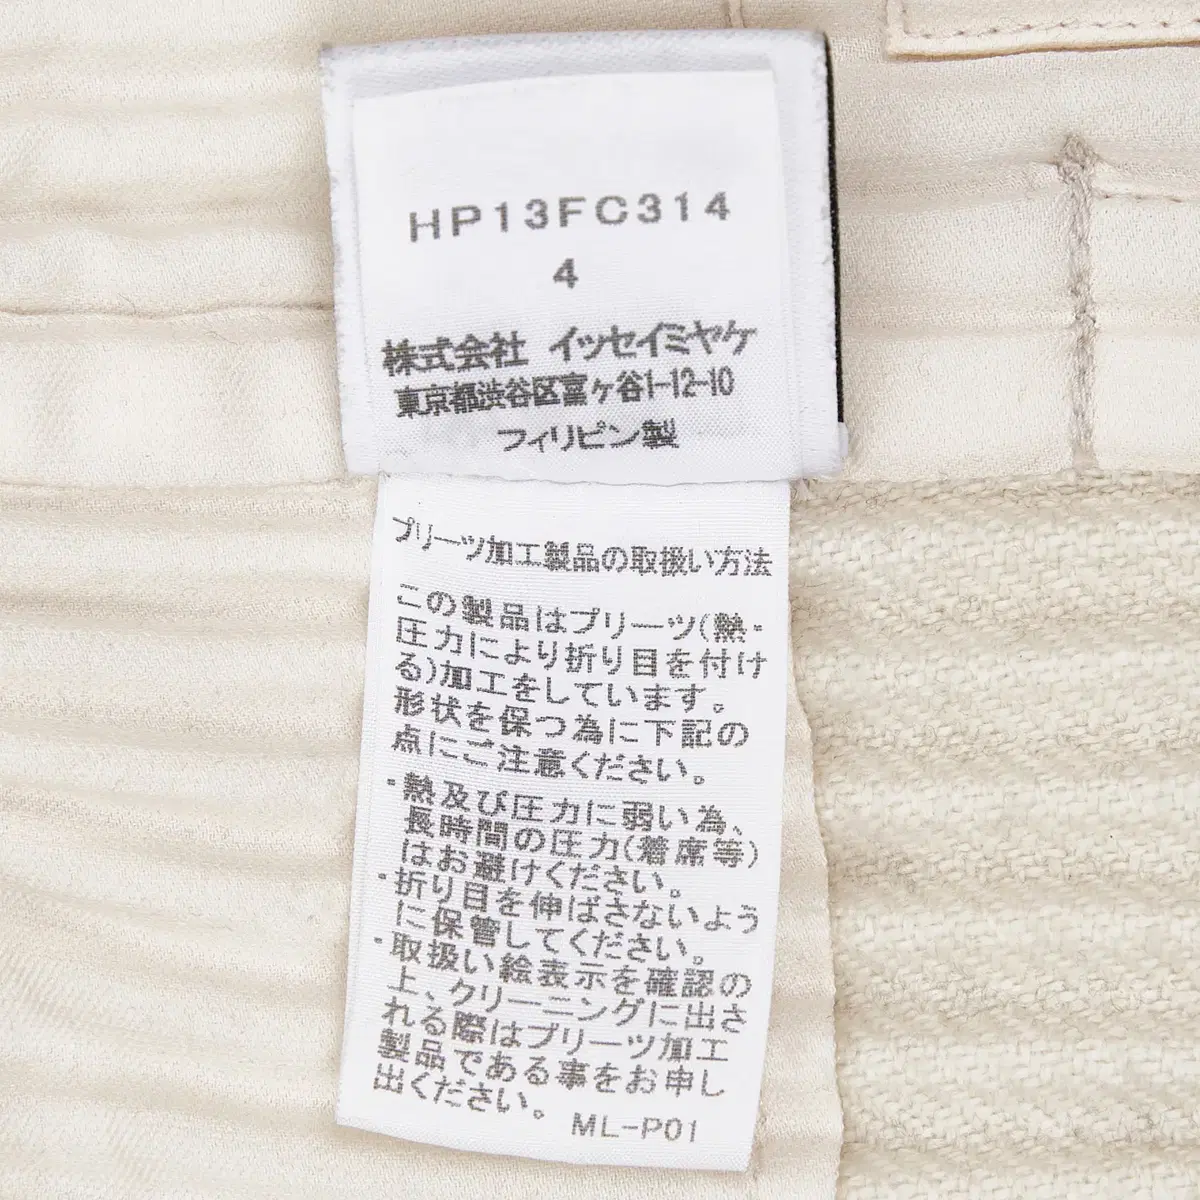 HP13FC314
4
株式会社 イッセイミヤケ
東京都渋谷区富ヶ谷1-12-10
フィリピン製
プリーツ加工製品の取扱い方法
この製品はプリーツ(熱・
圧力により折り目を付け
る)加工をしています。
形状を保つ為に下記の
点にご注意ください。
・熱及び圧力に弱い為、
長時間の圧力(着席等)
はお避けください。
・折り目を伸ばさないよう
に保管してください。
・取扱い絵表示を確認の
上、クリーニングに出さ
れる際はプリーツ加工
製品である事をお申し
出ください。
ML-P01